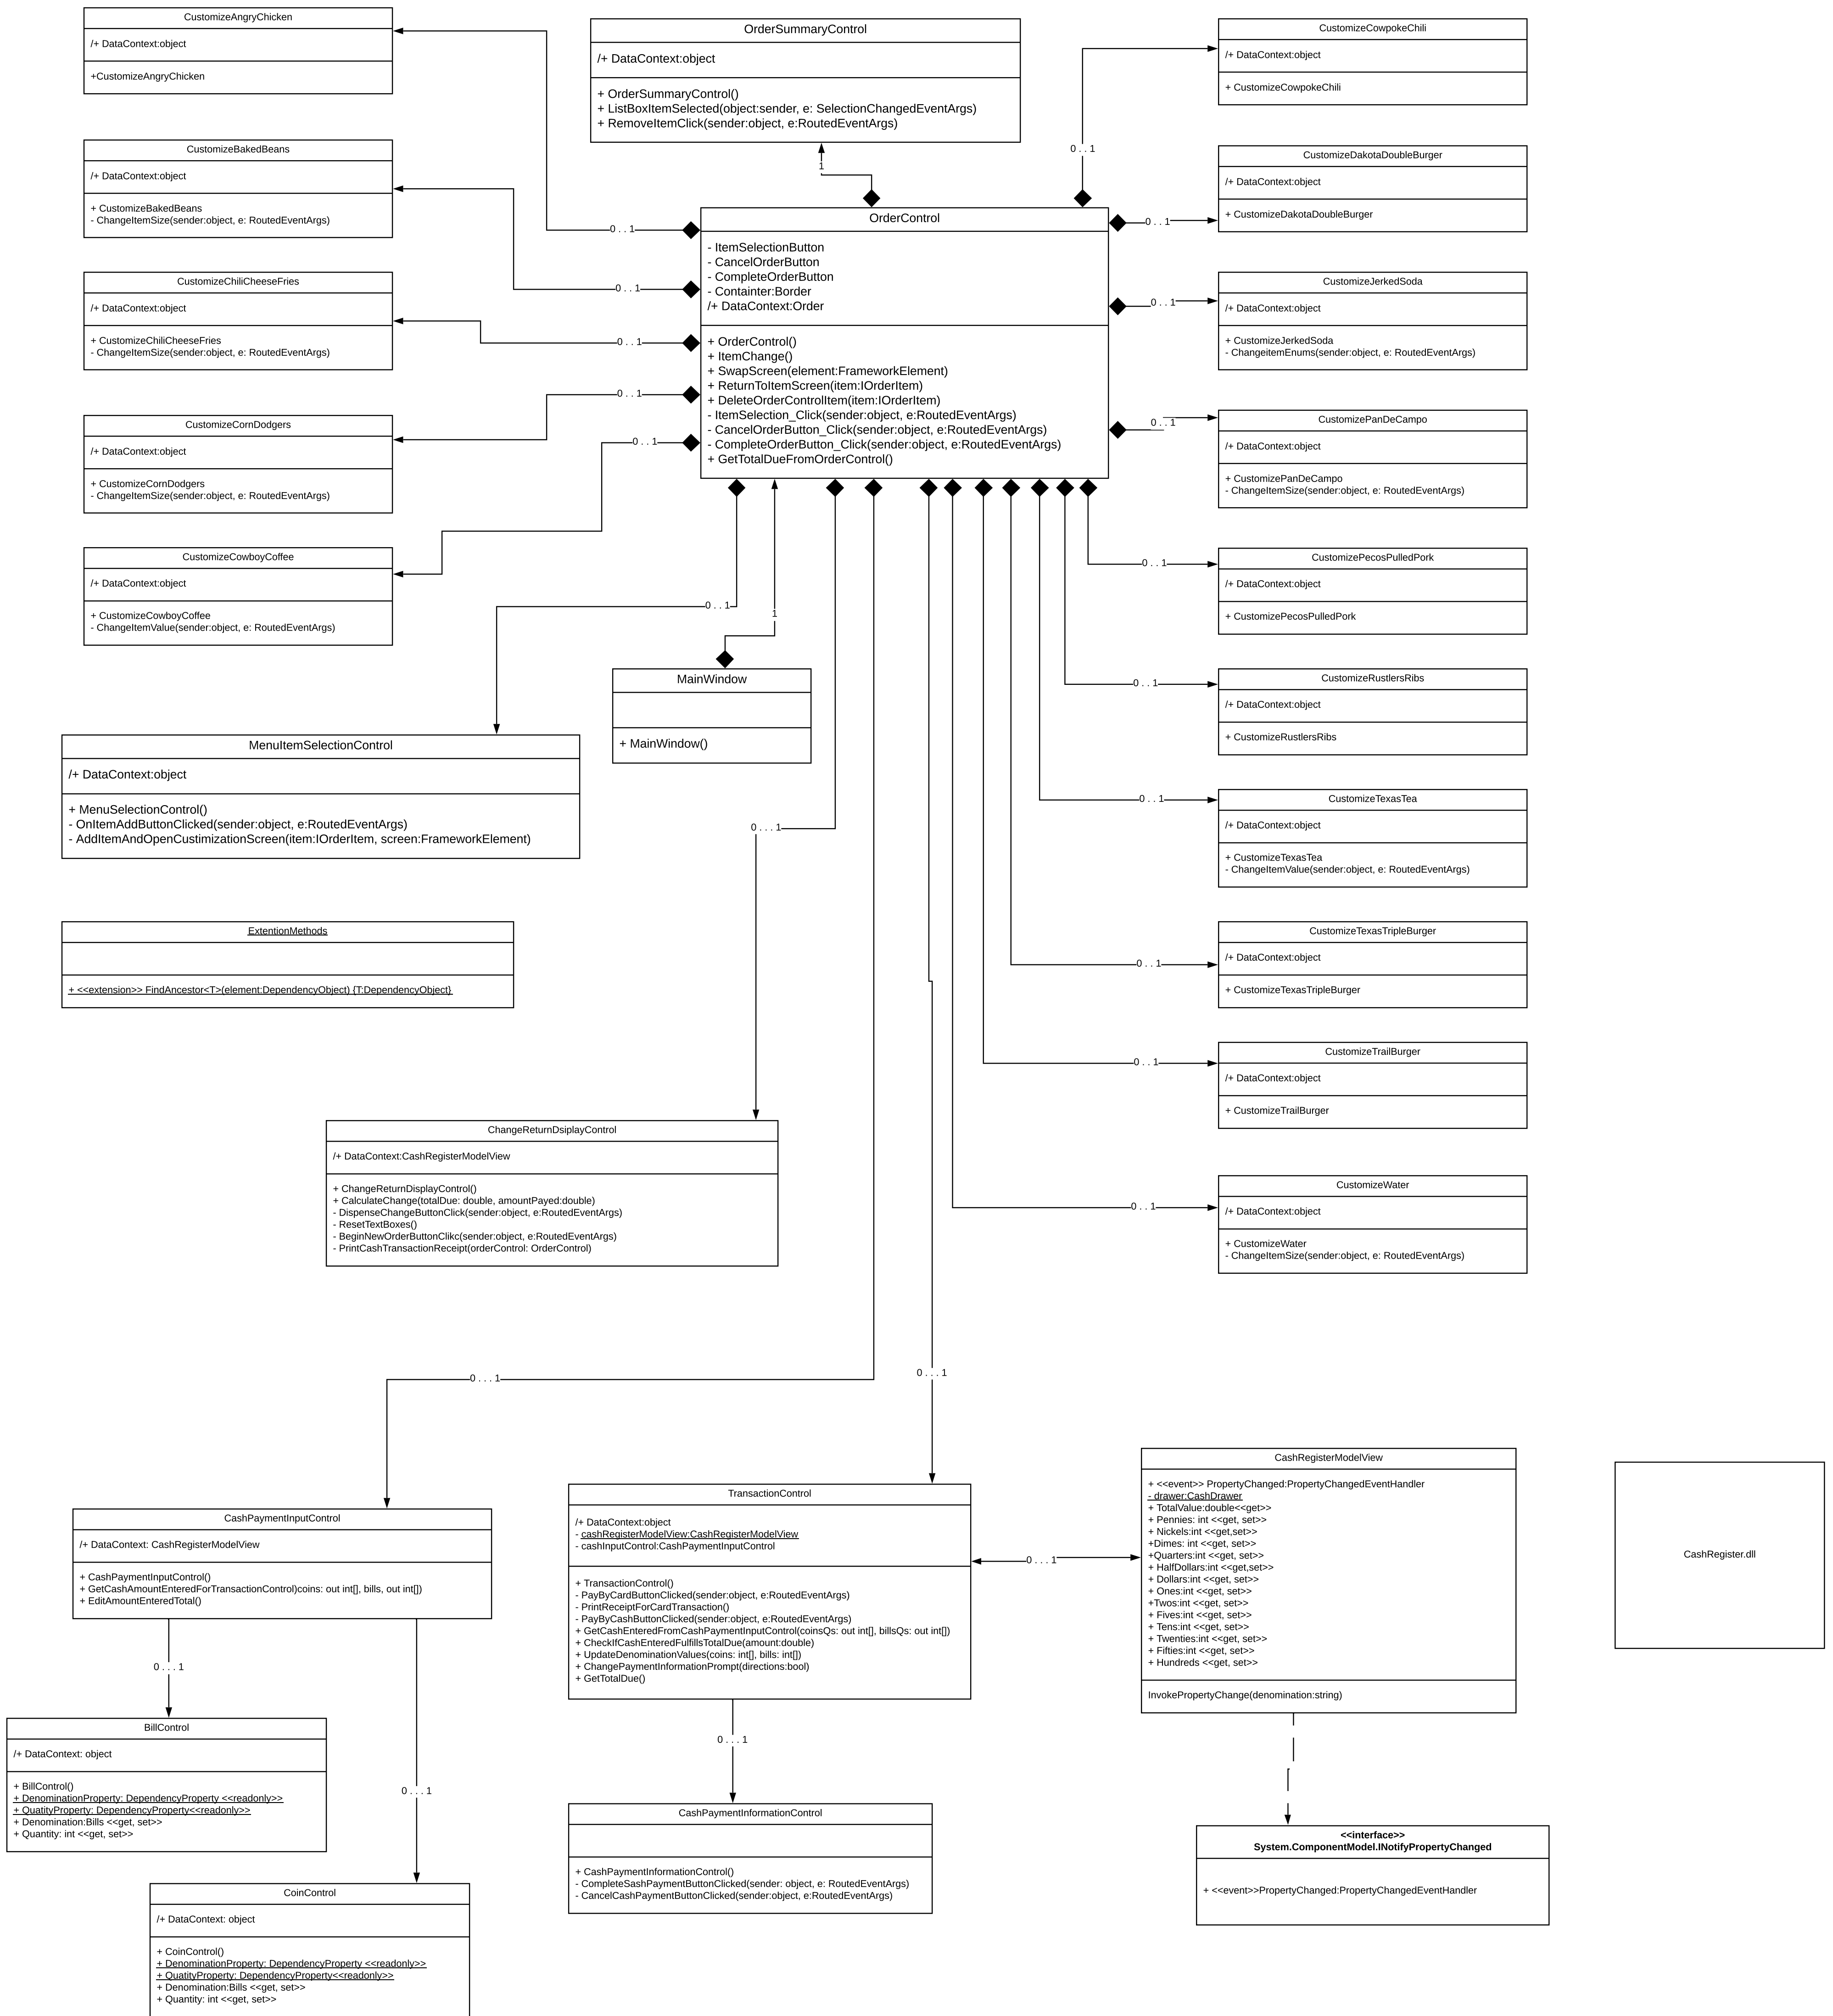 CustomizeAngryChicken
/+ DataContext:object
+CustomizeAngryChicken
OrderSummaryControl
/+ DataContext:object
+ OrderSummaryControl()
+ ListBoxItemSelected(object:sender, e: SelectionChangedEventArgs)
+ RemoveItemClick(sender:object, e:RoutedEventArgs)
CustomizeCowpokeChili
/+ DataContext:object
+ CustomizeCowpokeChili
CustomizeBakedBeans
/+ DataContext:object
+ CustomizeBakedBeans
- ChangeItemSize(sender:object, e: RoutedEventArgs)
1
0 . . 1
CustomizeDakotaDoubleBurger
/+ DataContext:object
+ CustomizeDakotaDoubleBurger
OrderControl
- ItemSelectionButton
- CancelOrderButton
- CompleteOrderButton
- Containter:Border
/+ DataContext:Order
+ OrderControl()
+ ItemChange()
+ SwapScreen(element:FrameworkElement)
+ ReturnToItemScreen(item:IOrderItem)
+ DeleteOrderControlItem(item:IOrderItem)
- ItemSelection_Click(sender:object, e:RoutedEventArgs)
- CancelOrderButton_Click(sender:object, e:RoutedEventArgs)
- CompleteOrderButton_Click(sender:object, e:RoutedEventArgs)
+ GetTotalDueFromOrderControl()
0 . . 1
0 . . 1
0 . . 1
0 . . 1
0 . . 1
0 . . 1
0 . . 1
0 . . 1
CustomizeChiliCheeseFries
/+ DataContext:object
+ CustomizeChiliCheeseFries
- ChangeItemSize(sender:object, e: RoutedEventArgs)
CustomizeJerkedSoda
/+ DataContext:object
+ CustomizeJerkedSoda
- ChangeitemEnums(sender:object, e: RoutedEventArgs)
CustomizeCornDodgers
/+ DataContext:object
+ CustomizeCornDodgers
- ChangeItemSize(sender:object, e: RoutedEventArgs)
CustomizePanDeCampo
/+ DataContext:object
+ CustomizePanDeCampo
- ChangeItemSize(sender:object, e: RoutedEventArgs)
CustomizeCowboyCoffee
/+ DataContext:object
+ CustomizeCowboyCoffee
- ChangeItemValue(sender:object, e: RoutedEventArgs)
0 . . 1
CustomizePecosPulledPork
/+ DataContext:object
+ CustomizePecosPulledPork
0 . . 1
1
MainWindow
+ MainWindow()
0 . . 1
CustomizeRustlersRibs
/+ DataContext:object
+ CustomizeRustlersRibs
MenuItemSelectionControl
/+ DataContext:object
+ MenuSelectionControl()
- OnItemAddButtonClicked(sender:object, e:RoutedEventArgs)
- AddItemAndOpenCustimizationScreen(item:IOrderItem, screen:FrameworkElement)
0 . . . 1
0 . . 1
CustomizeTexasTea
/+ DataContext:object
+ CustomizeTexasTea
- ChangeItemValue(sender:object, e: RoutedEventArgs)
ExtentionMethods
+ <<extension>> FindAncestor<T>(element:DependencyObject) {T:DependencyObject}
0 . . 1
CustomizeTexasTripleBurger
/+ DataContext:object
+ CustomizeTexasTripleBurger
0 . . 1
CustomizeTrailBurger
/+ DataContext:object
+ CustomizeTrailBurger
ChangeReturnDsiplayControl
/+ DataContext:CashRegisterModelView
+ ChangeReturnDisplayControl()
+ CalculateChange(totalDue: double, amountPayed:double)
- DispenseChangeButtonClick(sender:object, e:RoutedEventArgs)
- ResetTextBoxes()
- BeginNewOrderButtonClikc(sender:object, e:RoutedEventArgs)
- PrintCashTransactionReceipt(orderControl: OrderControl)
0 . . 1
CustomizeWater
/+ DataContext:object
+ CustomizeWater
- ChangeItemSize(sender:object, e: RoutedEventArgs)
0 . . . 1
0 . . . 1
CashPaymentInputControl
/+ DataContext: CashRegisterModelView
+ CashPaymentInputControl()
+ GetCashAmountEnteredForTransactionControl)coins: out int[], bills, out int[])
+ EditAmountEnteredTotal()
TransactionControl
/+ DataContext:object
- cashRegisterModelView:CashRegisterModelView
- cashInputControl:CashPaymentInputControl
+ TransactionControl()
- PayByCardButtonClicked(sender:object, e:RoutedEventArgs)
- PrintReceiptForCardTransaction()
- PayByCashButtonClicked(sender:object, e:RoutedEventArgs)
+ GetCashEnteredFromCashPaymentInputControl(coinsQs: out int[], billsQs: out int[])
+ CheckIfCashEnteredFulfillsTotalDue(amount:double)
+ UpdateDenominationValues(coins: int[], bills: int[])
+ ChangePaymentInformationPrompt(directions:bool)
+ GetTotalDue()
0 . . . 1
CashRegisterModelView
+ <<event>> PropertyChanged:PropertyChangedEventHandler
- drawer:CashDrawer
+ TotalValue:double<<get>>
+ Pennies: int <<get, set>>
+ Nickels:int <<get,set>>
+Dimes: int <<get, set>>
+Quarters:int <<get, set>>
+ HalfDollars:int <<get,set>>
+ Dollars:int <<get, set>>
+ Ones:int <<get, set>>
+Twos:int <<get, set>>
+ Fives:int <<get, set>>
+ Tens:int <<get, set>>
+ Twenties:int <<get, set>>
+ Fifties:int <<get, set>>
+ Hundreds <<get, set>>
InvokePropertyChange(denomination:string)
CashRegister.dll
0 . . . 1
BillControl
/+ DataContext: object
+ BillControl()
+ DenominationProperty: DependencyProperty <<readonly>>
+ QuatityProperty: DependencyProperty<<readonly>>
+ Denomination:Bills <<get, set>>
+ Quantity: int <<get, set>>
0 . . . 1
0 . . . 1
CashPaymentInformationControl
+ CashPaymentInformationControl()
- CompleteSashPaymentButtonClicked(sender: object, e: RoutedEventArgs)
- CancelCashPaymentButtonClicked(sender:object, e:RoutedEventArgs)
<<interface>>
System.ComponentModel.INotifyPropertyChanged
+ <<event>>PropertyChanged:PropertyChangedEventHandler
CoinControl
/+ DataContext: object
+ CoinControl()
+ DenominationProperty: DependencyProperty <<readonly>>
+ QuatityProperty: DependencyProperty<<readonly>>
+ Denomination:Bills <<get, set>>
+ Quantity: int <<get, set>>